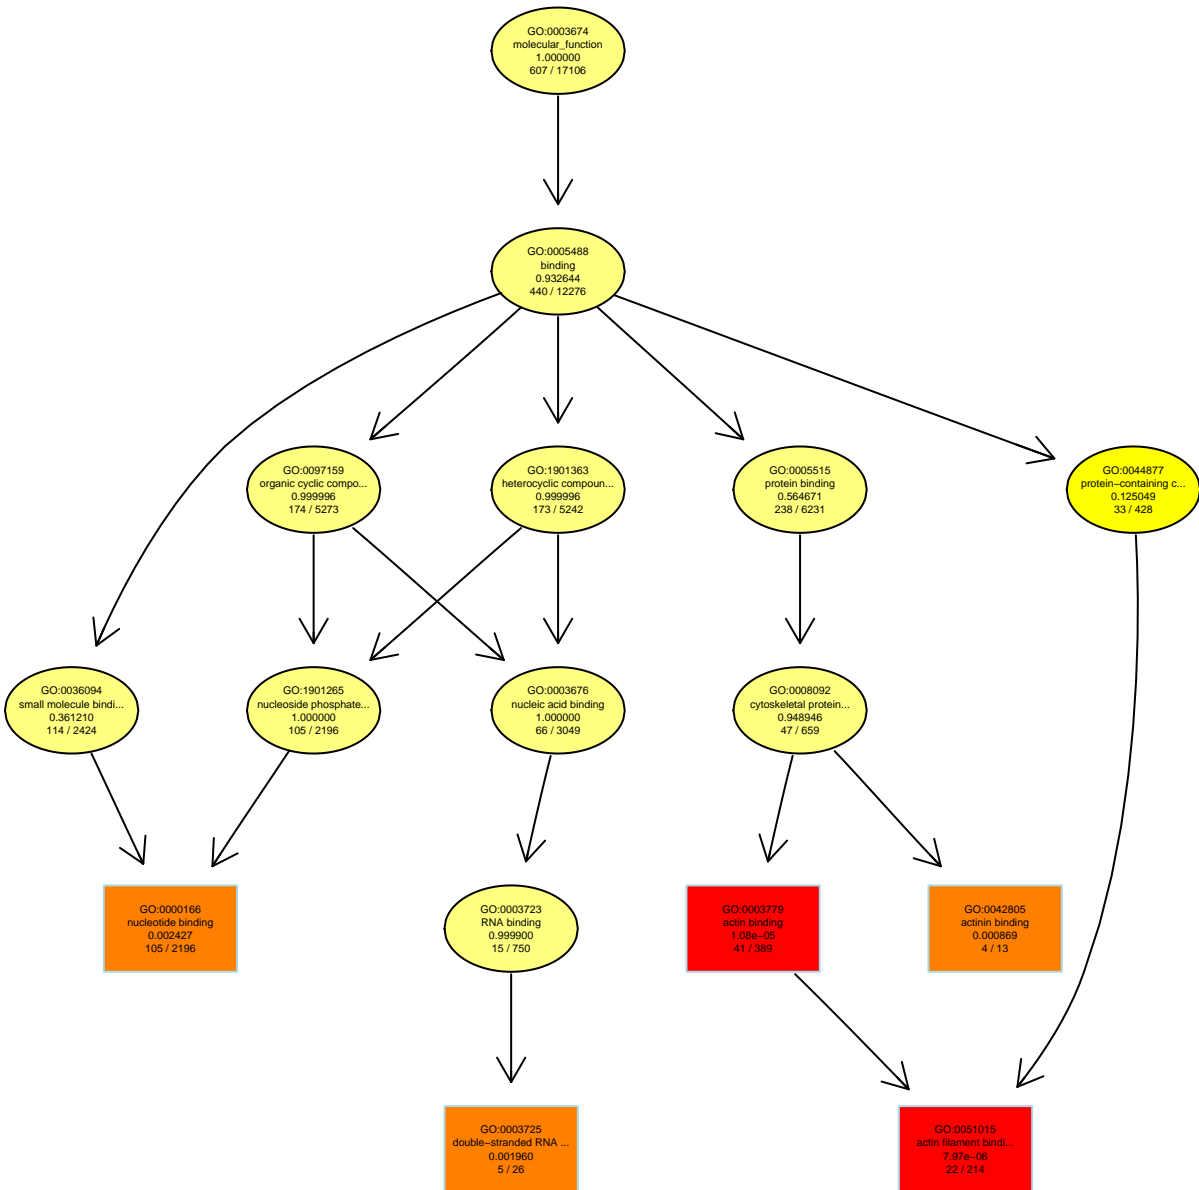 GO:0003674
molecular_function
1.000000
607 / 17106
GO:0005488
binding
0.932644
440 / 12276
GO:0097159
organic cyclic compo...
0.999996
174 / 5273
GO:1901363
heterocyclic compoun...
0.999996
173 / 5242
GO:0005515
protein binding
0.564671
238 / 6231
GO:0044877
protein−containing c...
0.125049
33 / 428
GO:0036094
small molecule bindi...
0.361210
114 / 2424
GO:1901265
nucleoside phosphate...
1.000000
105 / 2196
GO:0003676
nucleic acid binding
1.000000
66 / 3049
GO:0008092
cytoskeletal protein...
0.948946
47 / 659
GO:0000166
nucleotide binding
0.002427
105 / 2196
GO:0003723
RNA binding
0.999900
15 / 750
GO:0003779
actin binding
1.08e−05
41 / 389
GO:0042805
actinin binding
0.000869
4 / 13
GO:0003725
double−stranded RNA ...
0.001960
5 / 26
GO:0051015
actin filament bindi...
7.97e−06
22 / 214